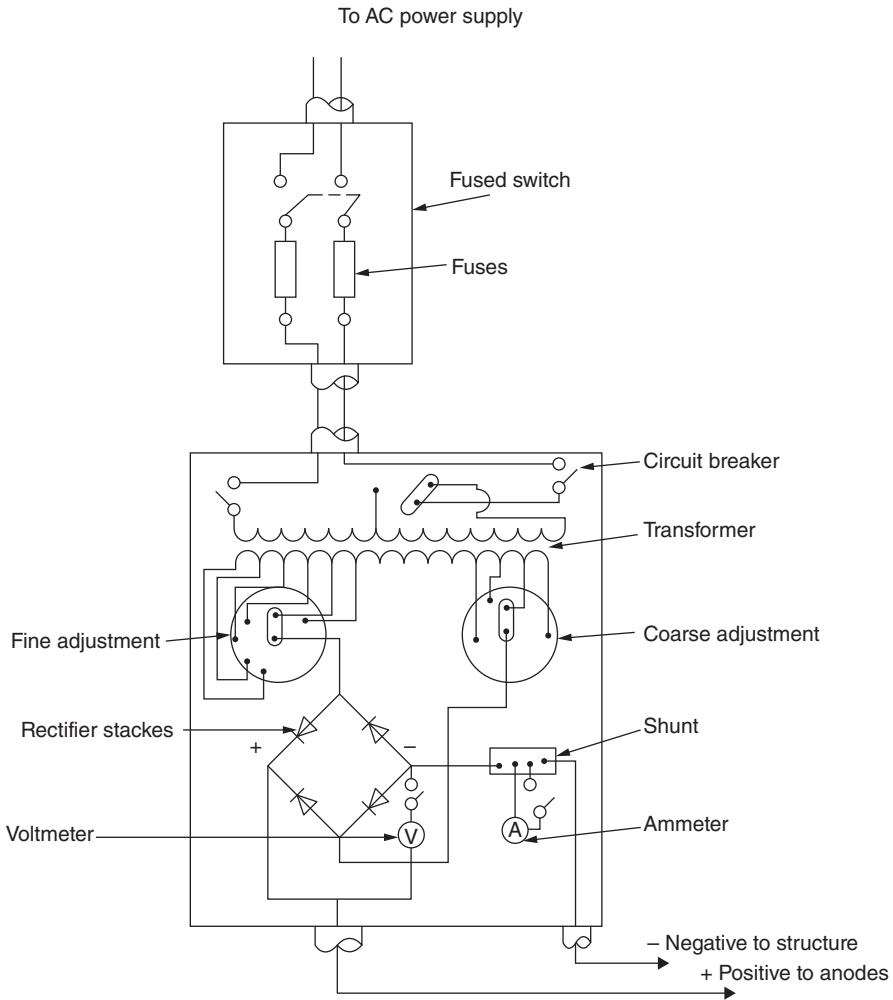 To AC power supply
Fused switch
Fuses
Circuit breaker
Transformer
Fine adjustment
Coarse adjustment
Rectifier stackes
+
–
Shunt
Voltmeter
V
A
Ammeter
– Negative to structure
+ Positive to anodes